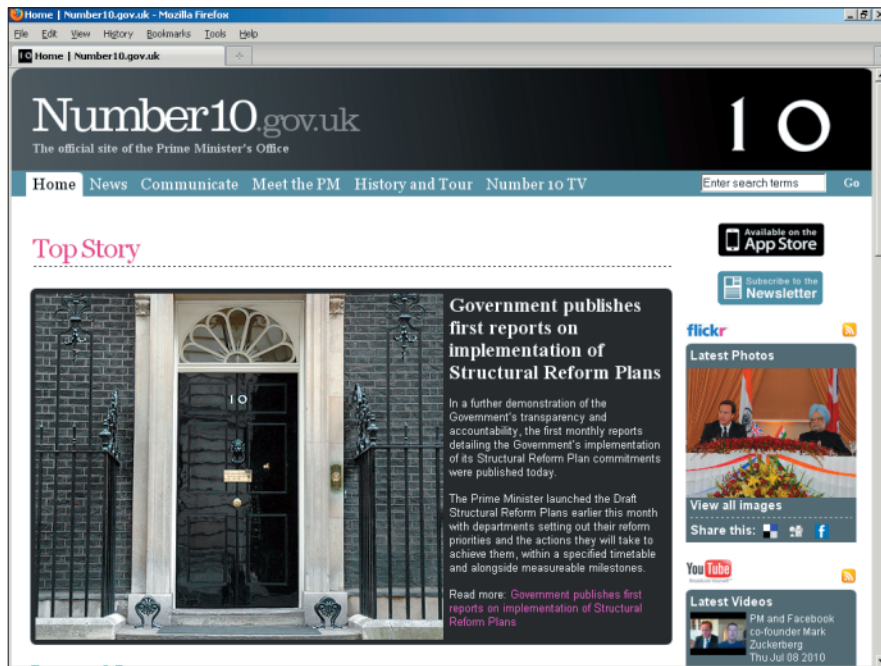 Home | Number10.gov.uk - Mozilla Firefox
File Edit View History Bookmarks Tools Help
10 Home | Number10.gov.uk
Number10.gov.uk
The official site of the Prime Minister's Office
10
Home News Communicate Meet the PM History and Tour Number 10 TV
Enter search terms Go
Top Story
10
Government publishes
first reports on
implementation of
Structural Reform Plans
In a further demonstration of the
Government's transparency and
accountability, the first monthly reports
detailing the Government's implementation
of its Structural Reform Plan commitments
were published today.
The Prime Minister launched the Draft
Structural Reform Plans earlier this month
with departments setting out their reform
priorities and the actions they will take to
achieve them, within a specified timetable
and alongside measureable milestones.
Read more: Government publishes first
reports on implementation of Structural
Reform Plans
Available on the
App Store
Subscribe to the
Newsletter
flickr
Latest Photos
View all images
Share this: f
You Tube
Broadcast Yourself
Latest Videos
PM and Facebook
co-founder Mark
Zuckerberg
Thu Jul 08 2010